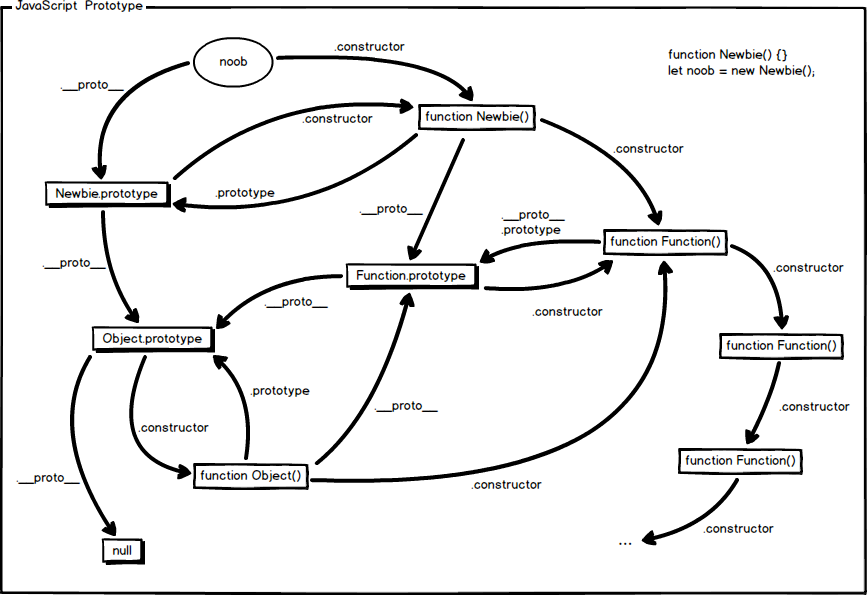 JavaScript Prototype
.constructor
noob
function Newbie() {}
let noob = new Newbie();
.__proto__
.constructor
function Newbie()
.constructor
Newbie.prototype
.prototype
.__proto__
.__proto__
.prototype
function Function()
.__proto__
Function.prototype
.constructor
.__proto__
.constructor
Object.prototype
function Function()
.prototype
.__proto__
.constructor
.constructor
function Object()
function Function()
.__proto__
.constructor
.constructor
null
...